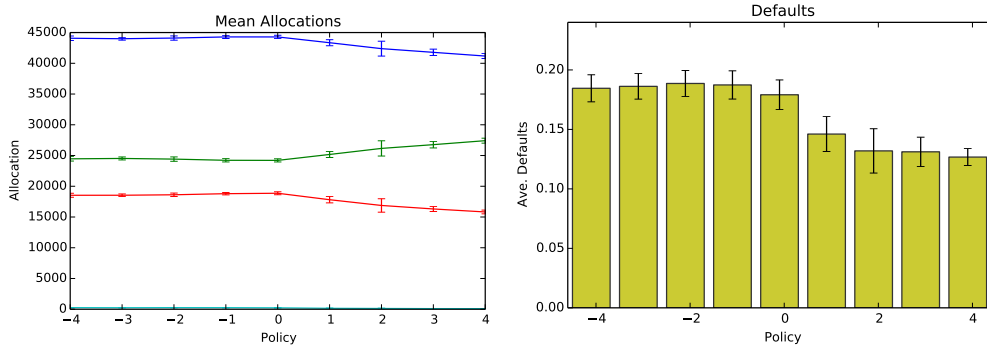 Mean Allocations
45000
40000
35000
30000
25000
20000
15000
10000
5000
0
Allocation
−4 −3 −2 −1 0 1 2 3 4
Policy
Defaults
0.20
0.15
0.10
0.05
0.00
Ave. Defaults
−4 −2 0 2 4
Policy